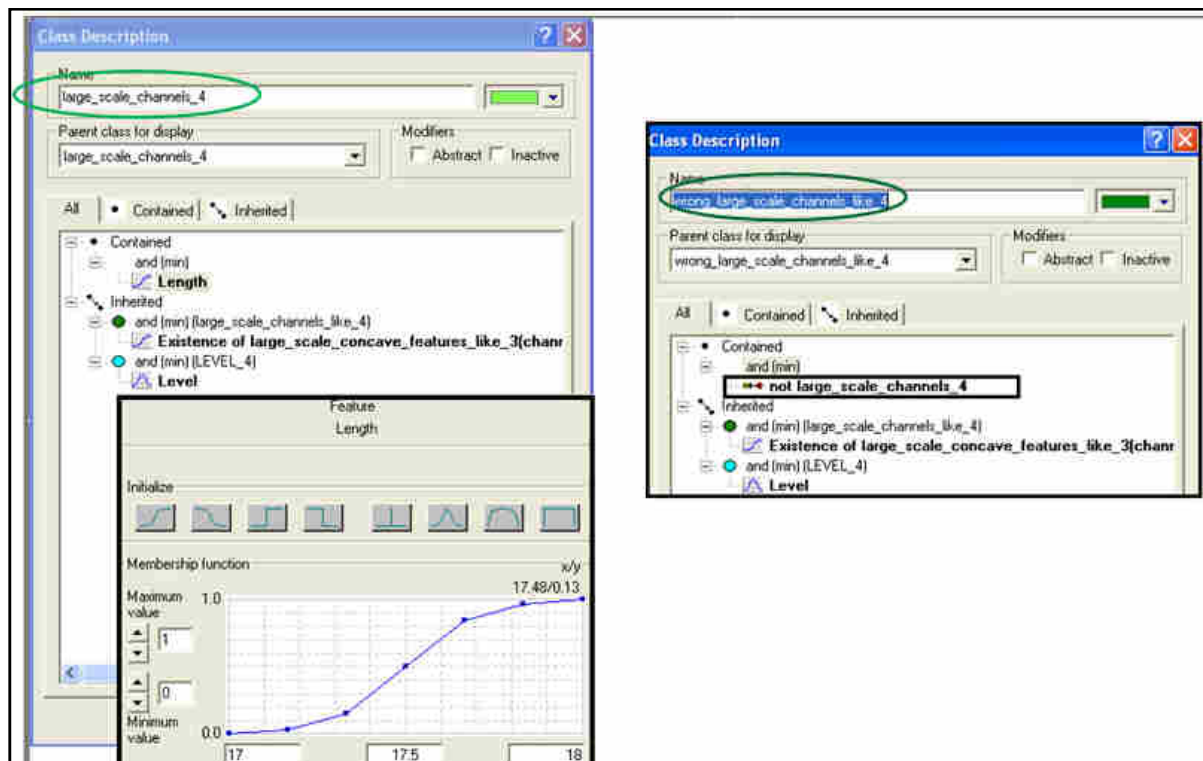 Class Description
Name
large_scale_channels_4
Parent class for display
large_scale_channels_4
Modifiers
Abstract Inactive
All Contained Inherited
Contained
and (min)
Length
Inherited
and (min) (large_scale_channels_like_4)
Existence of large_scale_concave_features_like_3(chanr
and (min) (LEVEL_4)
Level
Feature
Length
Initialize
Membership function
x/y
17.48/0.13
Maximum value
1.0
1
0
Minimum value
0.0
17 17.5 18
Class Description
Name
wrong_large_scale_channels_like_4
Parent class for display
wrong_large_scale_channels_like_4
Modifiers
Abstract Inactive
All Contained Inherited
Contained
and (min)
not large_scale_channels_4
Inherited
and (min) (large_scale_channels_like_4)
Existence of large_scale_concave_features_like_3(chanr
and (min) (LEVEL_4)
Level